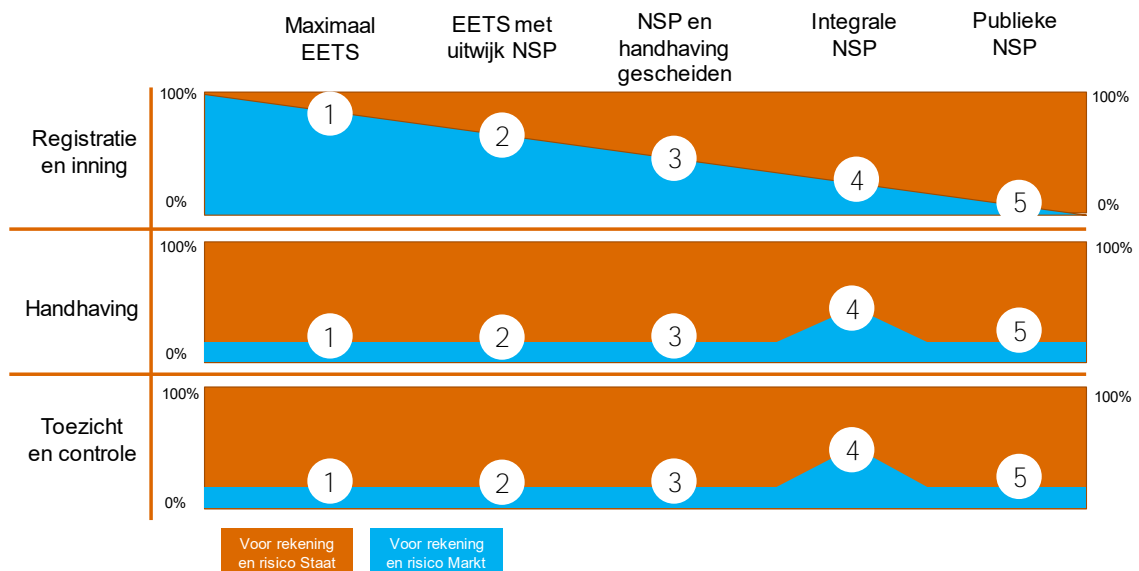 Maximaal
EETS
EETS met
uitwijk NSP
NSP en
handhaving
gescheiden
Integrale
NSP
Publieke
NSP
Registratie
en inning
100%
0%
1
2
3
4
5
100%
0%
Handhaving
100%
0%
1
2
3
4
5
100%
Toezicht
en controle
100%
0%
1
2
3
4
5
100%
Voor rekening
en risico Staat
Voor rekening
en risico Markt